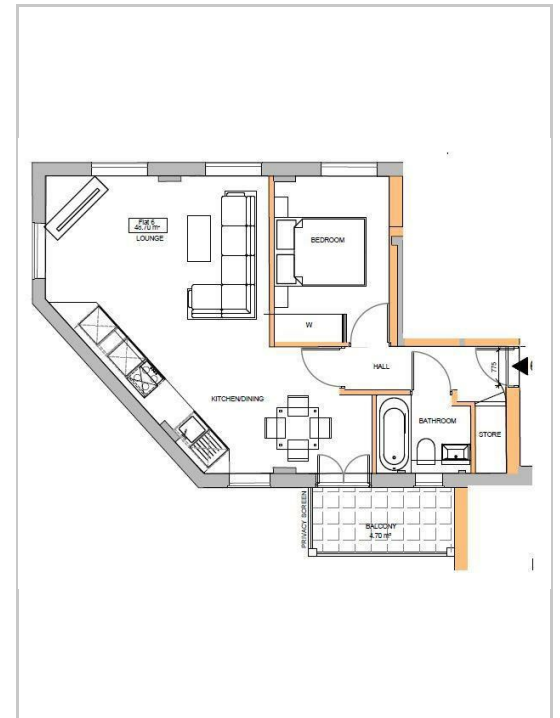 Flat 6
46.70 m²
LOUNGE
BEDROOM
W
HALL
775
KITCHEN/DINING
BATHROOM
STORE
PRIVACY SCREEN
BALCONY
4.70 m²